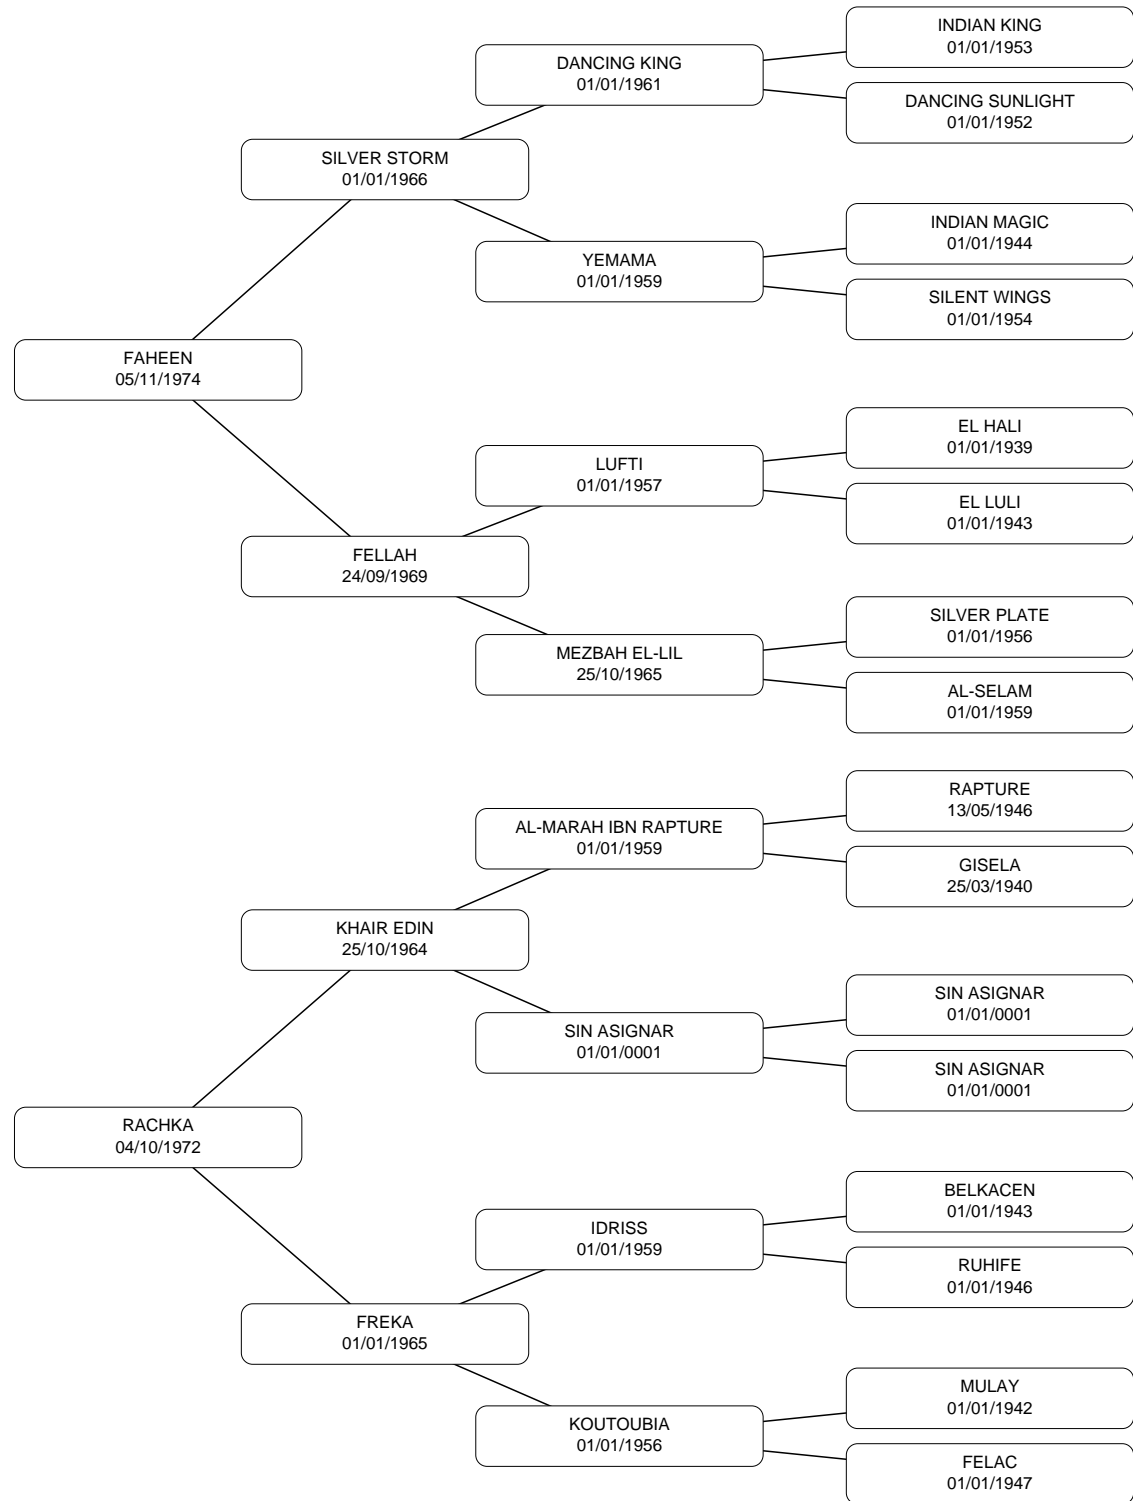 INDIAN KING
01/01/1953
DANCING KING
01/01/1961
DANCING SUNLIGHT
01/01/1952
SILVER STORM
01/01/1966
INDIAN MAGIC
01/01/1944
YEMAMA
01/01/1959
SILENT WINGS
01/01/1954
FAHEEN
05/11/1974
EL HALI
01/01/1939
LUFTI
01/01/1957
EL LULI
01/01/1943
FELLAH
24/09/1969
SILVER PLATE
01/01/1956
MEZBAH EL-LIL
25/10/1965
AL-SELAM
01/01/1959
RAPTURE
13/05/1946
AL-MARAH IBN RAPTURE
01/01/1959
GISELA
25/03/1940
KHAIR EDIN
25/10/1964
SIN ASIGNAR
01/01/0001
SIN ASIGNAR
01/01/0001
SIN ASIGNAR
01/01/0001
RACHKA
04/10/1972
BELKACEN
01/01/1943
IDRISS
01/01/1959
RUHIFE
01/01/1946
FREKA
01/01/1965
MULAY
01/01/1942
KOUTOUBIA
01/01/1956
FELAC
01/01/1947